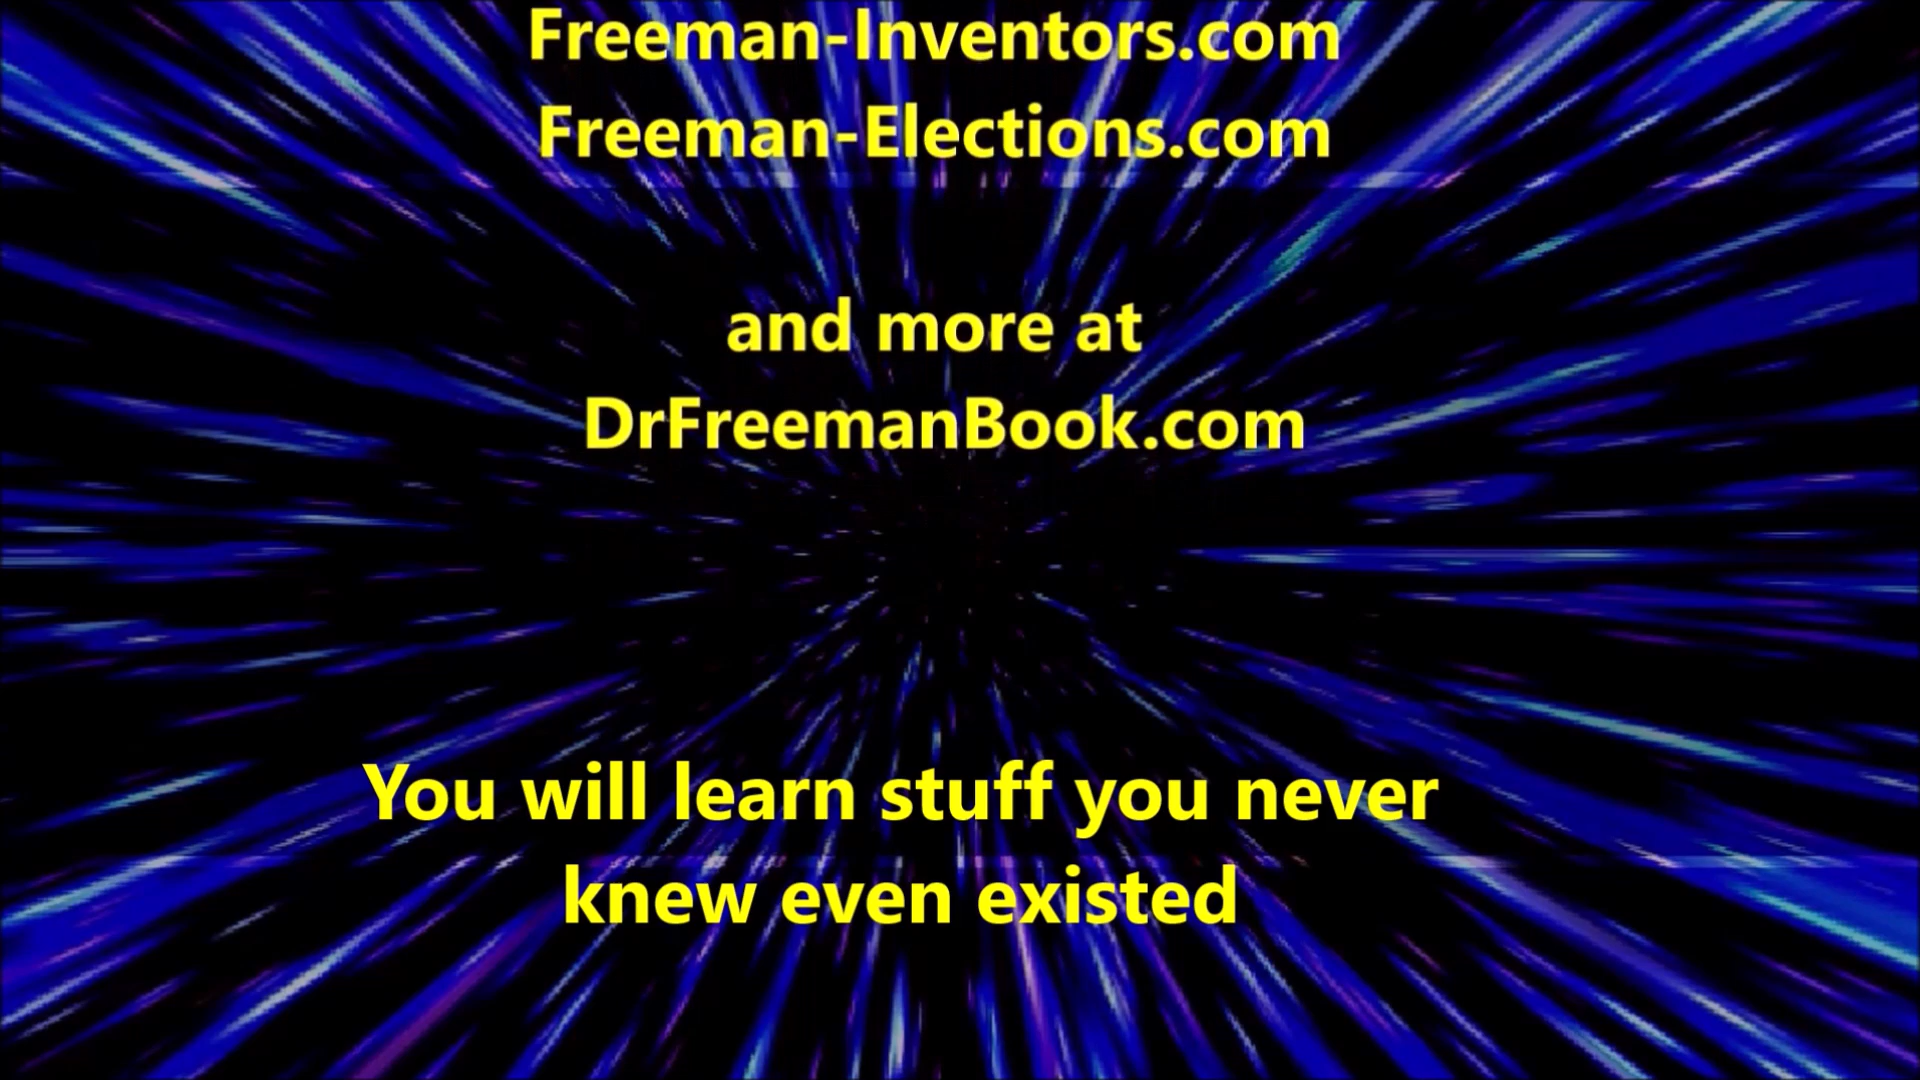 Freeman-Inventors.com
Freeman-Elections.com
and more at
DrFreemanBook.com
You will learn stuff you never
knew even existed